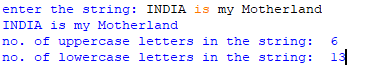 enter the string: INDIA is my Motherland
INDIA is my Motherland
no. of uppercase letters in the string:  6
no. of lowercase letters in the string:  13